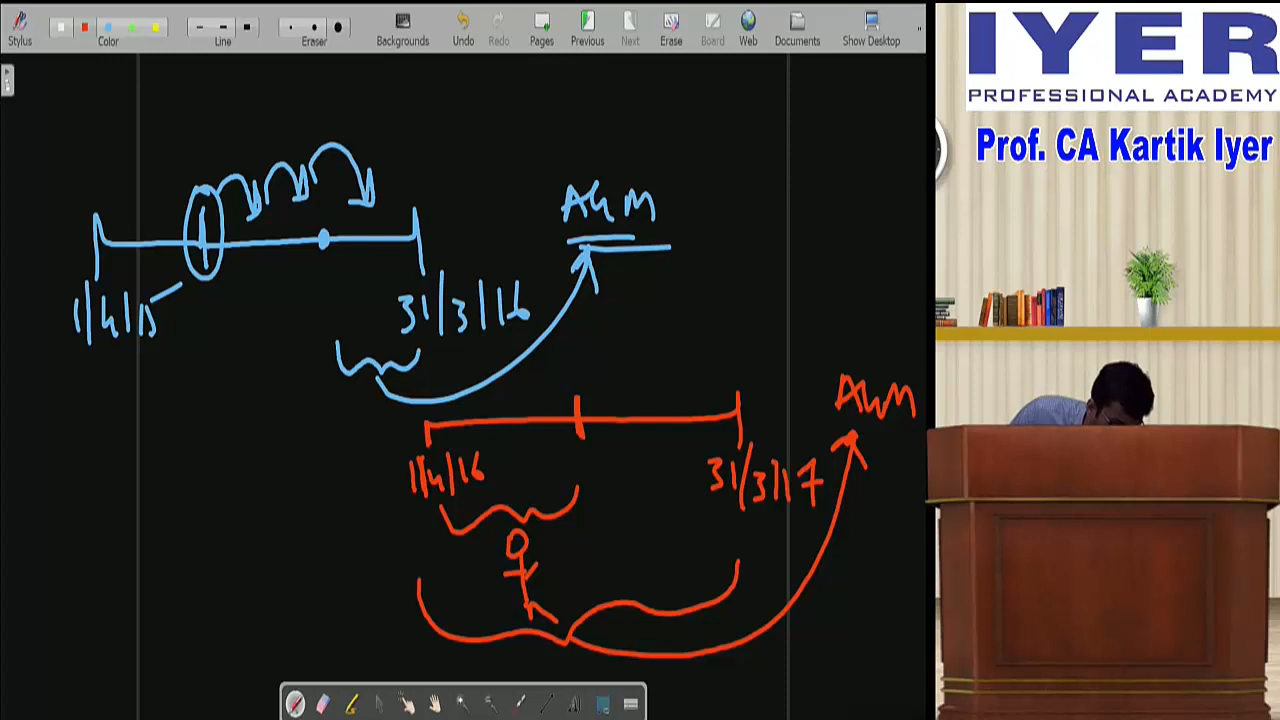 Stylus Color Line Eraser Backgrounds Undo Redo Pages Previous Next Erase Board Web Documents Show Desktop
IYER
PROFESSIONAL ACADEMY
Prof. CA Kartik Iyer
AGM
1/4/15
31/3/16
AGM
1/4/16
31/3/17